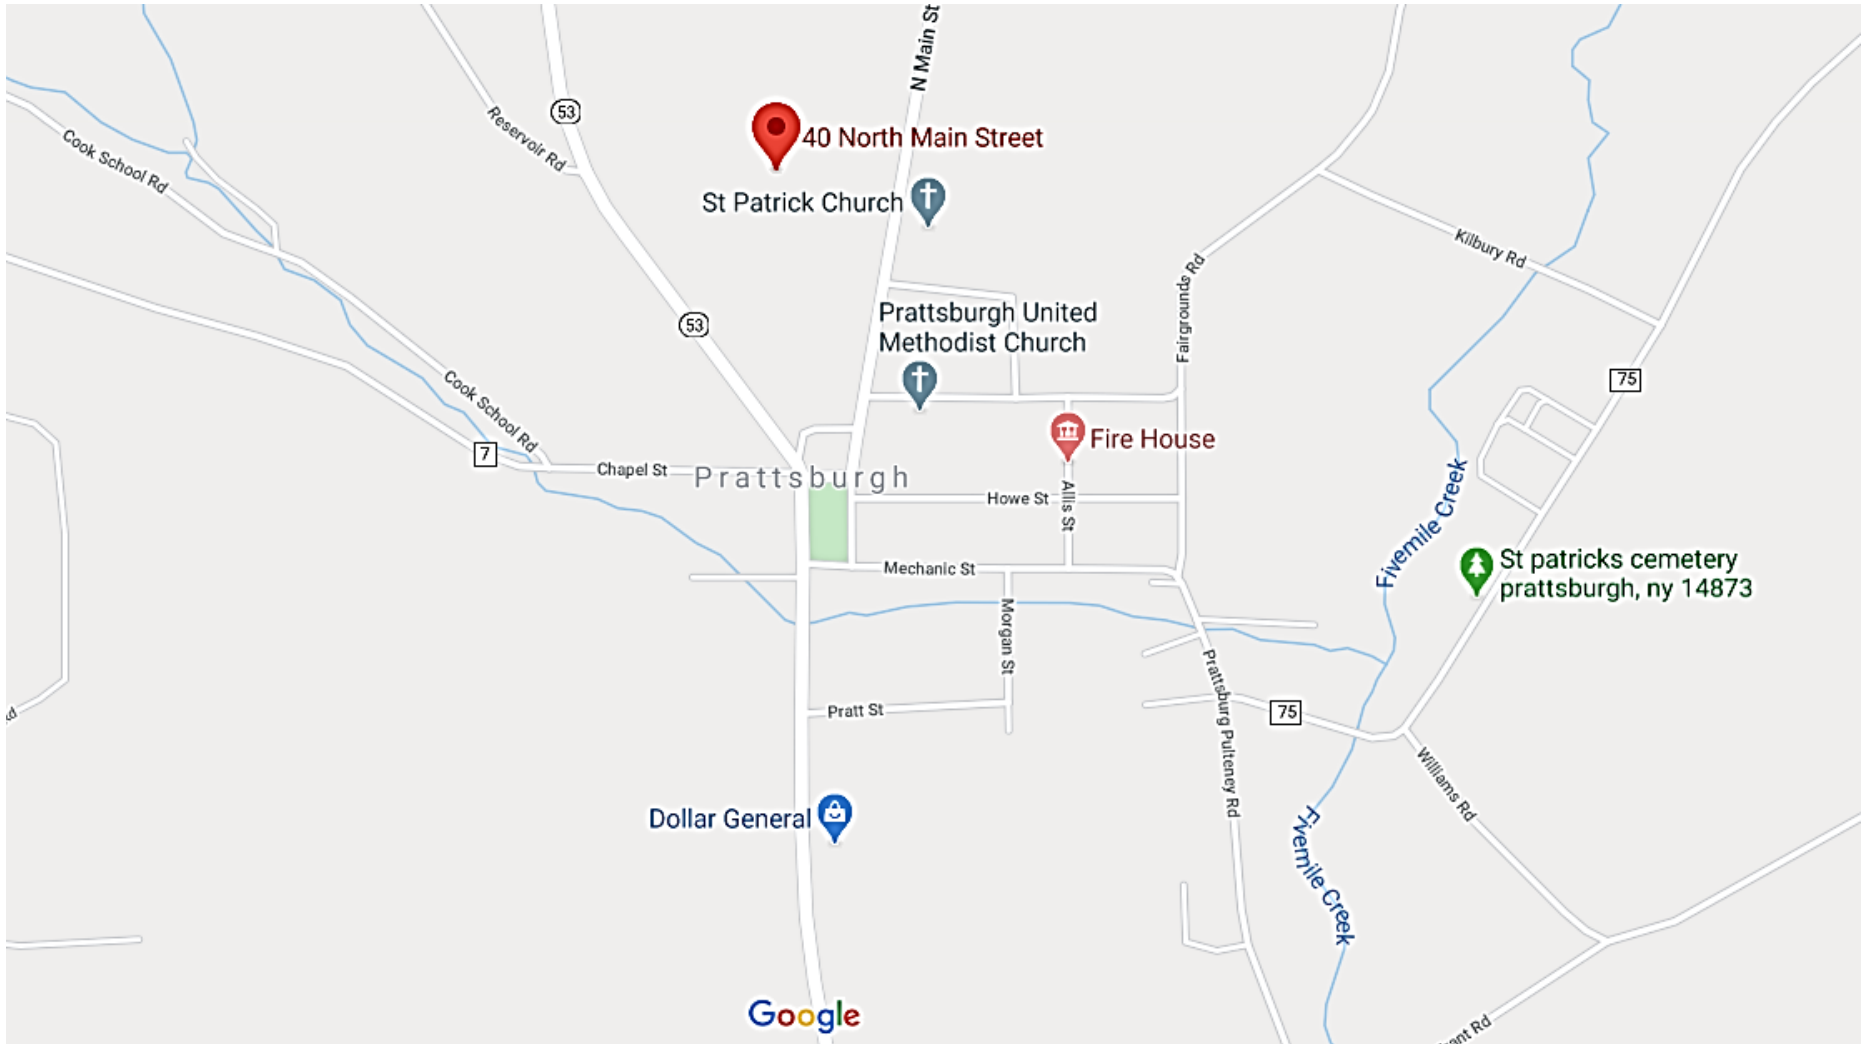 N Main St
53
Reservoir Rd
40 North Main Street
Cook School Rd
St Patrick Church
Kilbury Rd
Fairgrounds Rd
53
Prattsburgh United
Methodist Church
75
Cook School Rd
Fire House
7
Chapel St
Prattsburgh
Howe St
Allis St
Fivemile Creek
Mechanic St
St patricks cemetery
prattsburgh, ny 14873
Morgan St
Prattsburg Pulteney Rd
Pratt St
75
Williams Rd
Dollar General
Fivemile Creek
Google
Rd